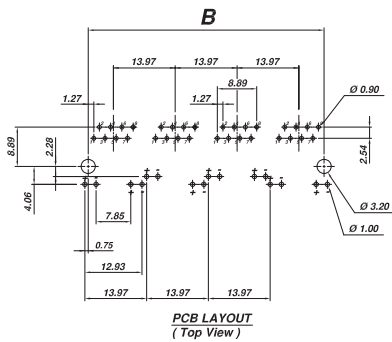 B
13.97 13.97 13.97
8.89
1.27 1.27
Ø 0.90
8.89
2.54
2.28
4.06
7.85
Ø 3.20
Ø 1.00
0.75
12.93
13.97 13.97 13.97
PCB LAYOUT
( Top View )